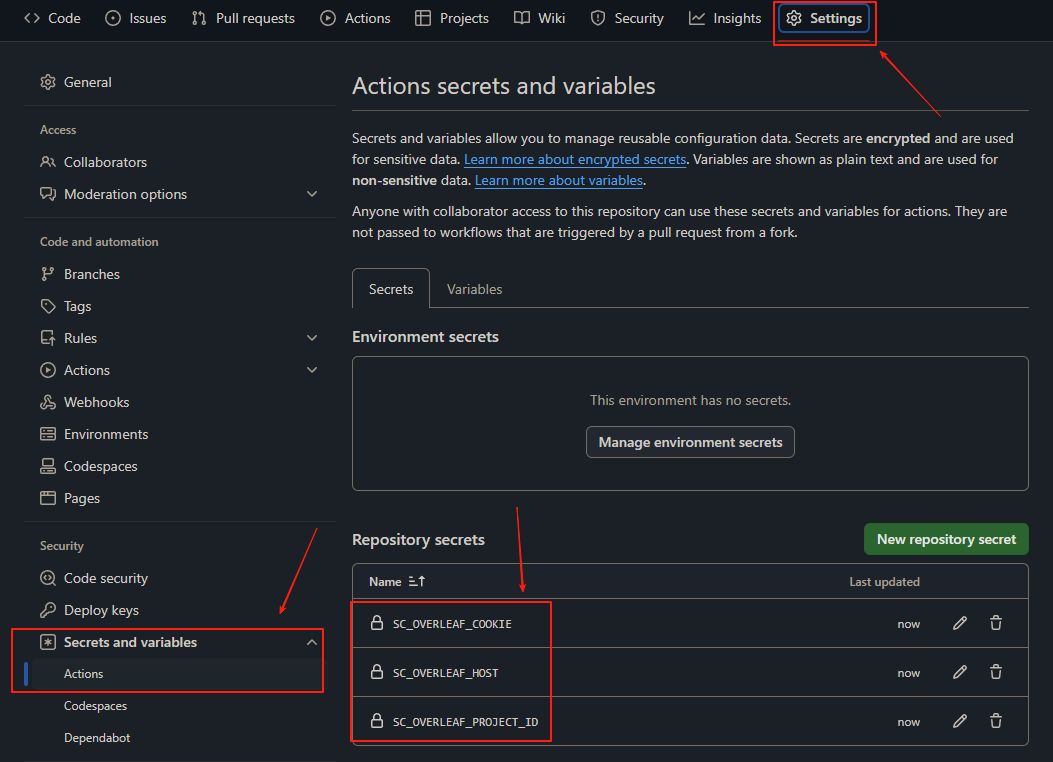 Code Issues Pull requests Actions Projects Wiki Security Insights Settings
General
Access
Collaborators
Moderation options
Code and automation
Branches
Tags
Rules
Actions
Webhooks
Environments
Codespaces
Pages
Security
Code security
Deploy keys
Secrets and variables
Actions
Codespaces
Dependabot
Actions secrets and variables
Secrets and variables allow you to manage reusable configuration data. Secrets are encrypted and are used
for sensitive data. Learn more about encrypted secrets. Variables are shown as plain text and are used for
non-sensitive data. Learn more about variables.
Anyone with collaborator access to this repository can use these secrets and variables for actions. They are
not passed to workflows that are triggered by a pull request from a fork.
Secrets Variables
Environment secrets
This environment has no secrets.
Manage environment secrets
Repository secrets New repository secret
Name Last updated
SC_OVERLEAF_COOKIE now
SC_OVERLEAF_HOST now
SC_OVERLEAF_PROJECT_ID now